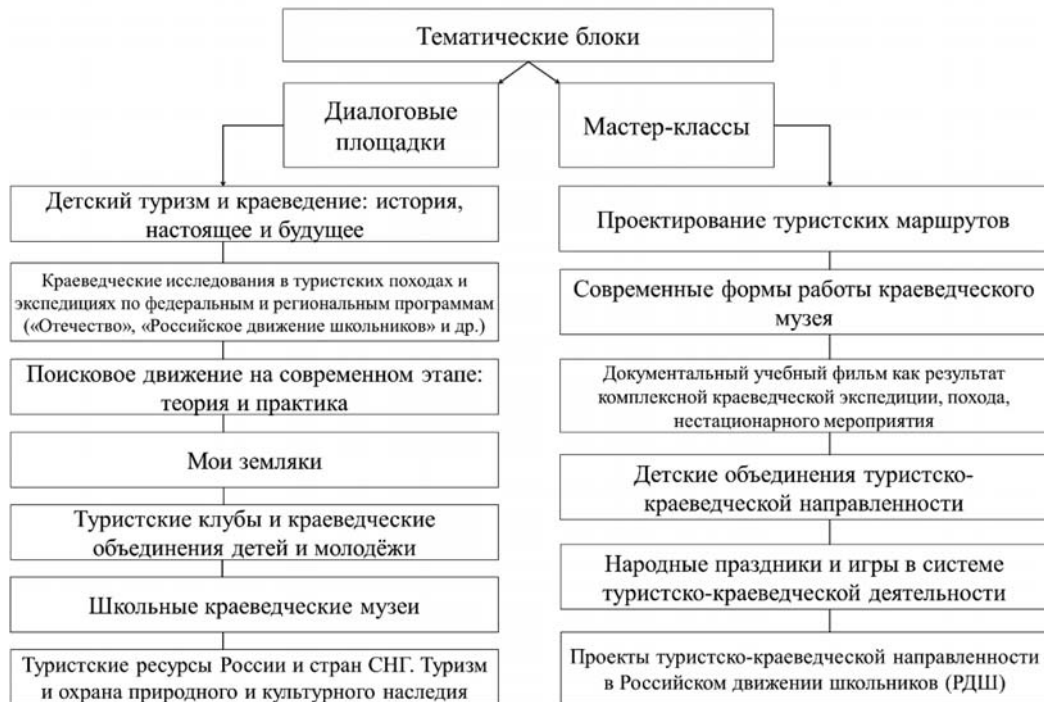 Тематические блоки
Диалоговые
площадки
Мастер-классы
Детский туризм и краеведение: история,
настоящее и будущее
Краеведческие исследования в туристских походах и
экспедициях по федеральным и региональным программам
(«Отечество», «Российское движение школьников» и др.)
Поисковое движение на современном этапе:
теория и практика
Мои земляки
Туристские клубы и краеведческие
объединения детей и молодёжи
Школьные краеведческие музеи
Туристские ресурсы России и стран СНГ. Туризм
и охрана природного и культурного наследия
Проектирование туристских маршрутов
Современные формы работы краеведческого
музея
Документальный учебный фильм как результат
комплексной краеведческой экспедиции, похода,
нестационарного мероприятия
Детские объединения туристско-
краеведческой направленности
Народные праздники и игры в системе
туристско-краеведческой деятельности
Проекты туристско-краеведческой направленности
в Российском движении школьников (РДШ)